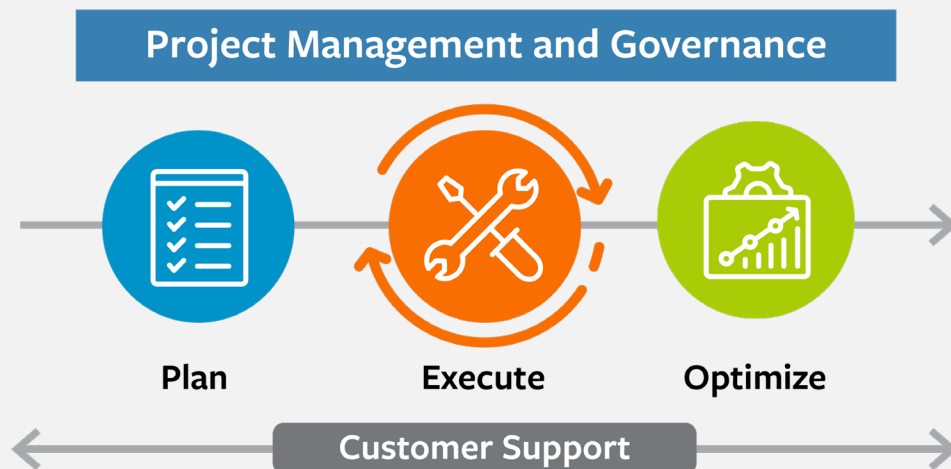 Project Management and Governance
Plan
Execute
Optimize
Customer Support